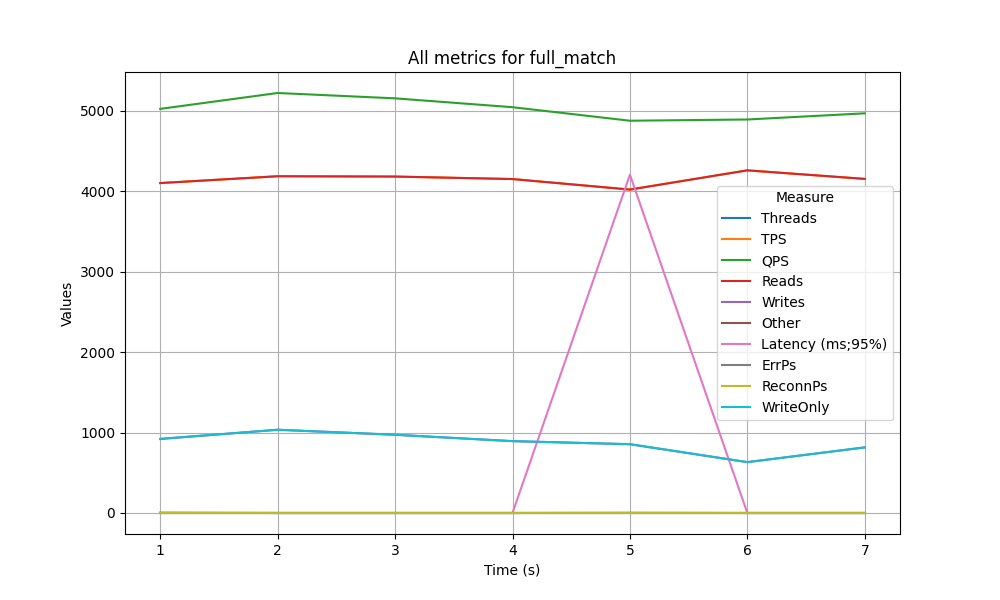 All metrics for full_match
Values
5000
4000
3000
2000
1000
0
1 2 3 4 5 6 7
Time (s)
Measure
Threads
TPS
QPS
Reads
Writes
Other
Latency (ms;95%)
ErrPs
ReconnPs
WriteOnly